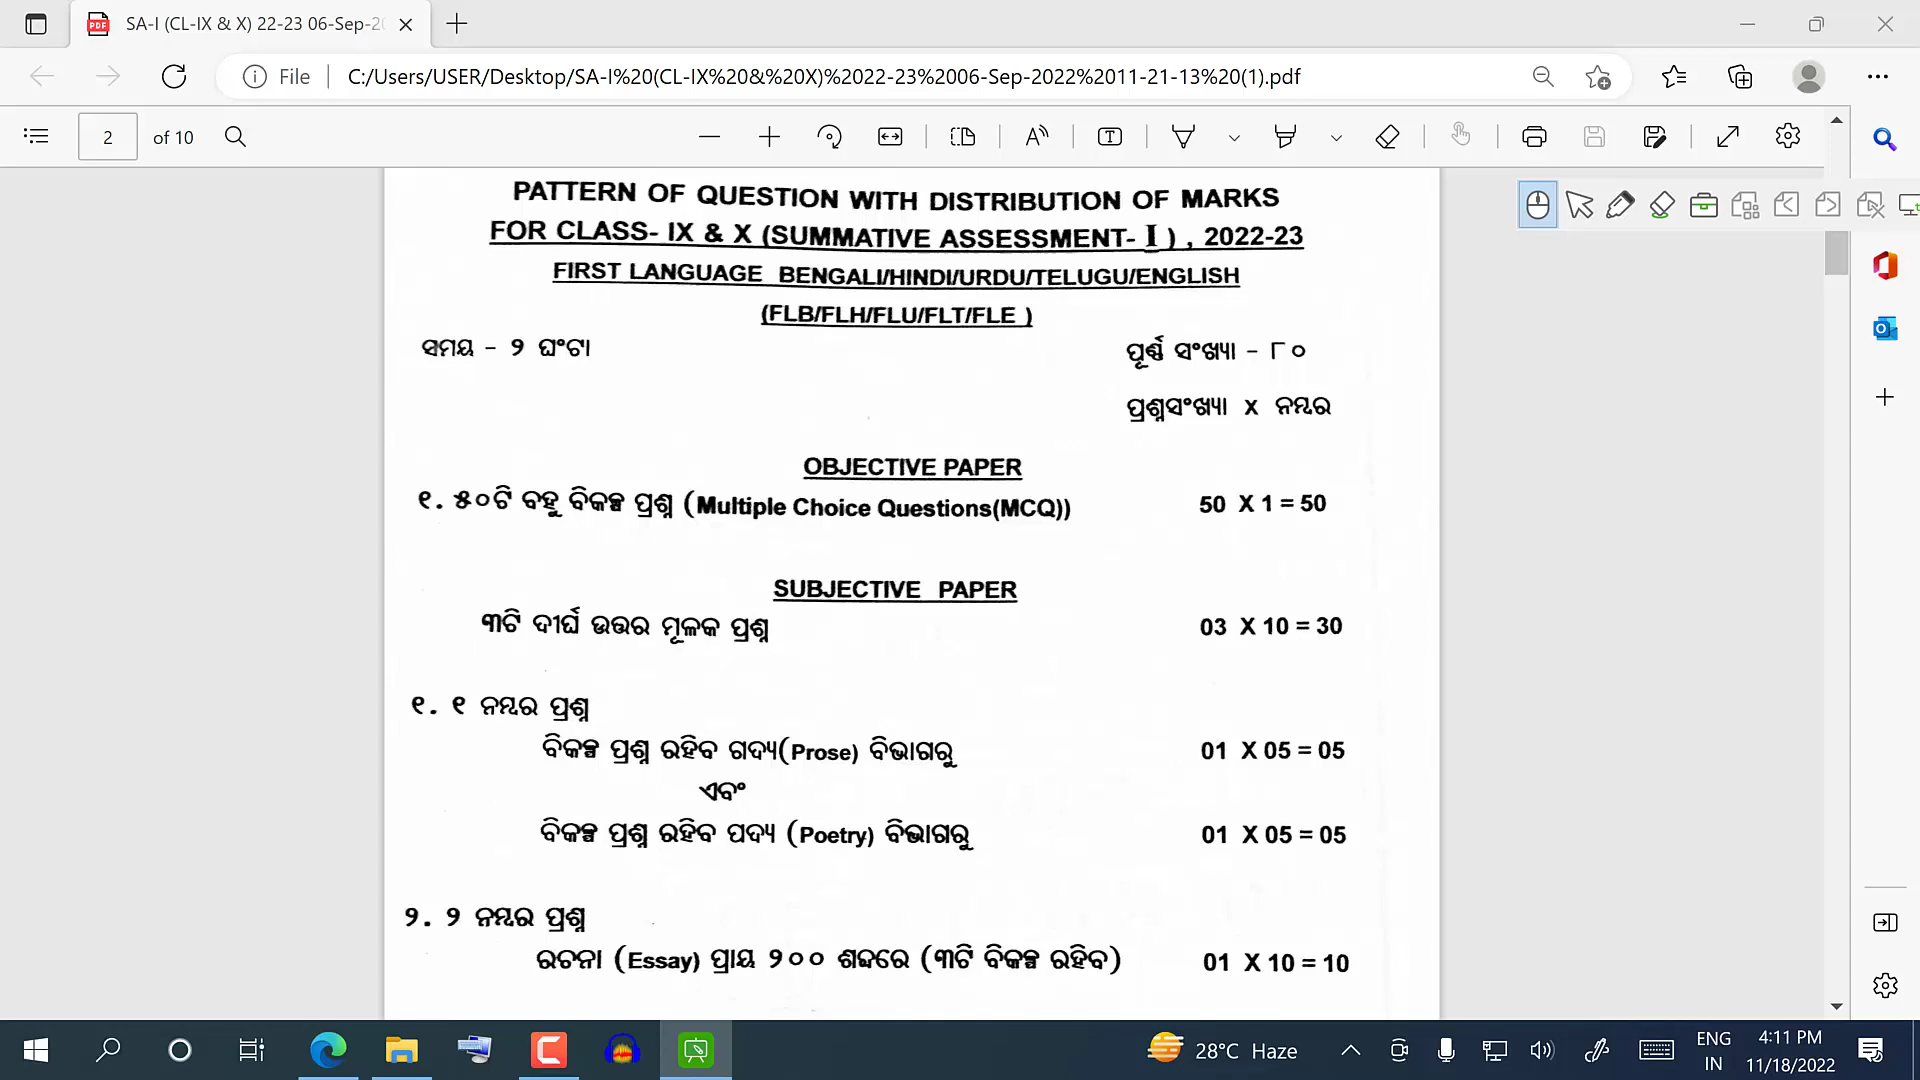 SA-I (CL-IX & X) 22-23 06-Sep-20
File
C:/Users/USER/Desktop/SA-I%20(CL-IX%20&%20X)%2022-23%2006-Sep-2022%2011-21-13%20(1).pdf
2 of 10
PATTERN OF QUESTION WITH DISTRIBUTION OF MARKS
FOR CLASS- IX & X (SUMMATIVE ASSESSMENT- I ) , 2022-23
FIRST LANGUAGE BENGALI/HINDI/URDU/TELUGU/ENGLISH
(FLB/FLH/FLU/FLT/FLE )
ସମୟ – ୨ ଘଂଟା
ପୂର୍ଣ୍ଣ ସଂଖ୍ୟା – ୮୦
ପ୍ରଶ୍ନସଂଖ୍ୟା x ନମ୍ବର
OBJECTIVE PAPER
୧. ୫୦ଟି ବହୁ ବିକଳ୍ପ ପ୍ରଶ୍ନ (Multiple Choice Questions(MCQ)) 50 X 1 = 50
SUBJECTIVE PAPER
୩ଟି ଦୀର୍ଘ ଉତ୍ତର ମୂଳକ ପ୍ରଶ୍ନ 03 X 10 = 30
୧. ୧ ନମ୍ବର ପ୍ରଶ୍ନ
ବିକଳ୍ପ ପ୍ରଶ୍ନ ରହିବ ଗଦ୍ୟ(Prose) ବିଭାଗରୁ 01 X 05 = 05
ଏବଂ
ବିକଳ୍ପ ପ୍ରଶ୍ନ ରହିବ ପଦ୍ୟ (Poetry) ବିଭାଗରୁ 01 X 05 = 05
୨. ୨ ନମ୍ବର ପ୍ରଶ୍ନ
ରଚନା (Essay) ପ୍ରାୟ ୨୦୦ ଶବ୍ଦରେ (୩ଟି ବିକଳ୍ପ ରହିବ) 01 X 10 = 10
28°C Haze
ENG
IN
4:11 PM
11/18/2022